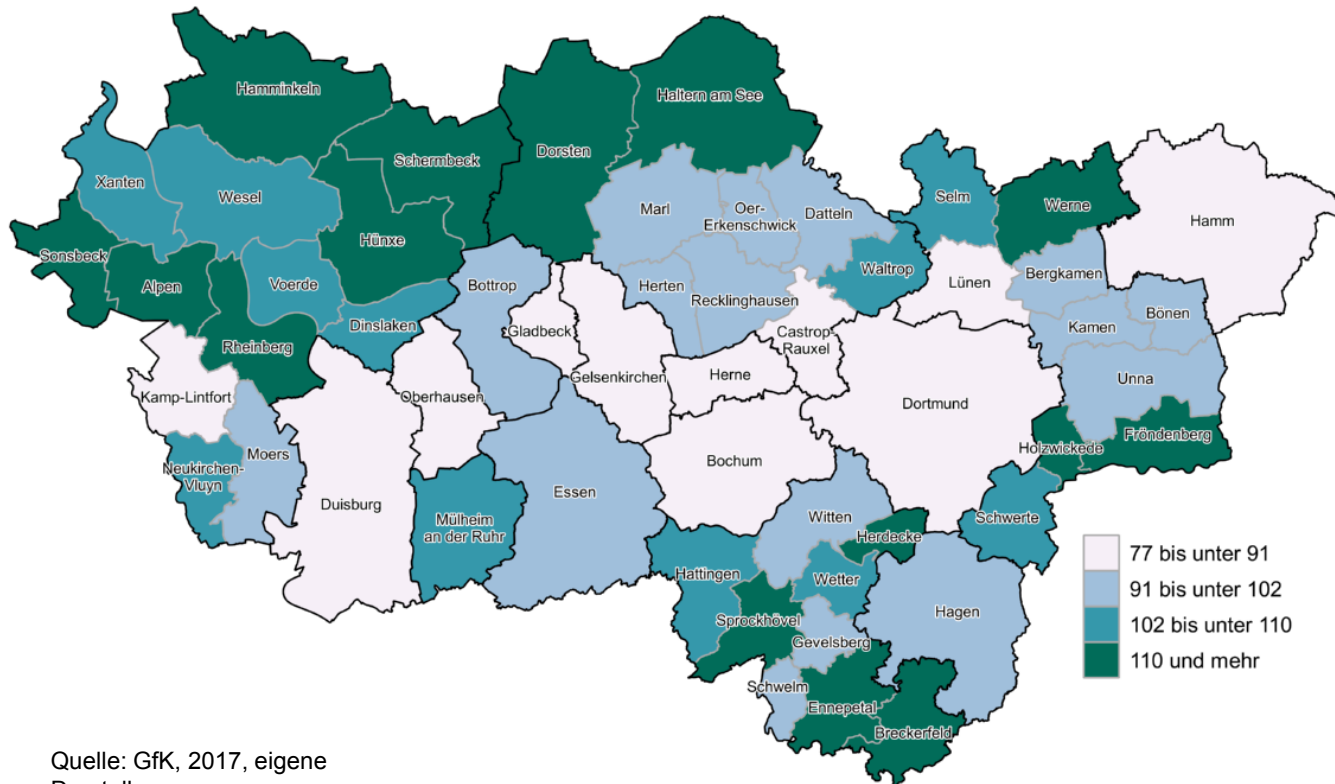 Hamminkeln
Haltern am See
Schermbeck
Dorsten
Xanten
Wesel
Selm
Werne
Marl
Oer-
Erkenschwick
Datteln
Hamm
Hünxe
Sonsbeck
Alpen
Voerde
Waltrop
Bergkamen
Lünen
Bottrop
Herten
Recklinghausen
Bönen
Kamen
Dinslaken
Gladbeck
Castrop-
Rauxel
Rheinberg
Gelsenkirchen
Herne
Unna
Kamp-Lintfort
Oberhausen
Dortmund
Fröndenberg
Holzwickede
Moers
Bochum
Neukirchen-
Vluyn
Essen
Duisburg
Mülheim
an der Ruhr
Witten
Schwerte
Herdecke
Hattingen
Wetter
Hagen
Sprockhövel
Gevelsberg
Schwelm
Ennepetal
Breckerfeld
77 bis unter 91
91 bis unter 102
102 bis unter 110
110 und mehr
Quelle: GfK, 2017, eigene